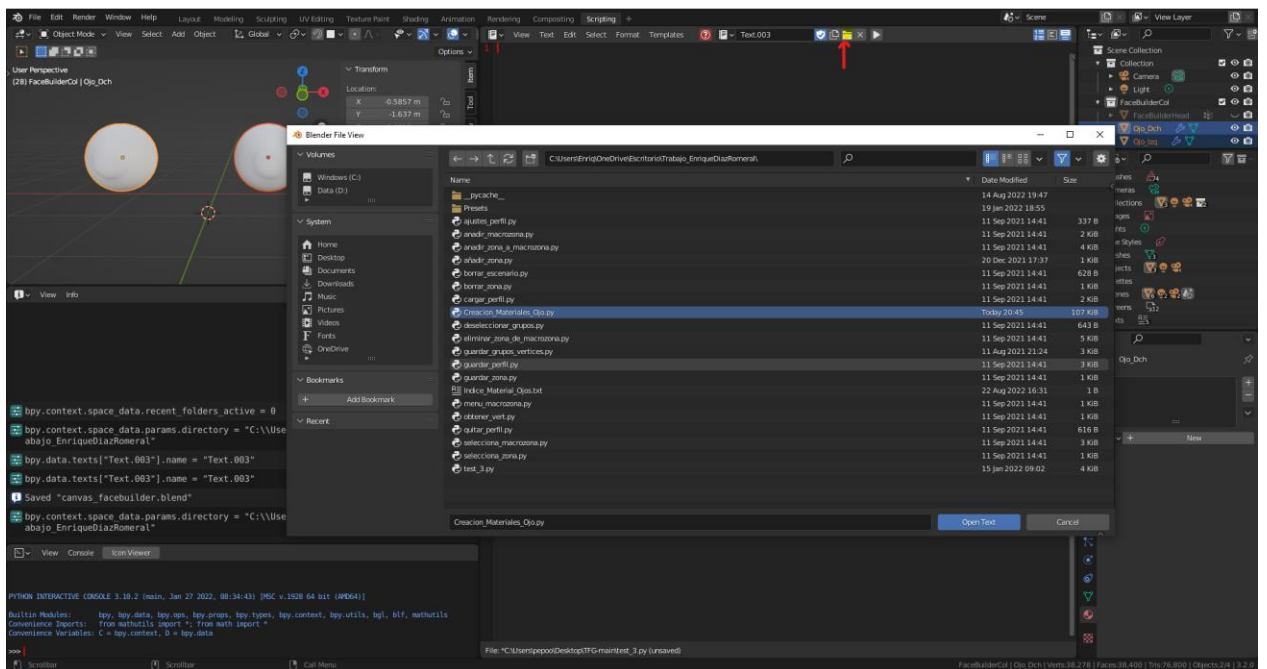 File Edit Render Window Help Layout Modeling Sculpting UV Editing Texture Paint Shading Animation Rendering Compositing Scripting + Scene View Layer
Object Mode View Select Add Object Global
View Text Edit Select Format Templates Text.003
Options
1
User Perspective
(28) FaceBuilderCol | Ojo_Dch
Transform
Location:
X -0.5857 m
Y -1.637 m
Item
Tool
Scene Collection
Collection
Camera
Light
FaceBuilderCol
FaceBuilderHead
Ojo_Dch
Ojo_Izq
Blender File View
Volumes
Windows (C:)
Data (D:)
System
Home
Desktop
Documents
Downloads
Music
Pictures
Videos
Fonts
OneDrive
Bookmarks
Add Bookmark
Recent
C:\Users\Enriq\OneDrive\Escritorio\Trabajo_EnriqueDiazRomeral\
Name Date Modified Size
__pycache__ 14 Aug 2022 19:47
Presets 19 Jan 2022 18:55
ajustes_perfil.py 11 Sep 2021 14:41 337 B
anadir_macrozona.py 11 Sep 2021 14:41 2 KiB
anadir_zona_a_macrozona.py 11 Sep 2021 14:41 4 KiB
añadir_zona.py 20 Dec 2021 17:37 1 KiB
borrar_escenario.py 11 Sep 2021 14:41 628 B
borrar_zona.py 11 Sep 2021 14:41 1 KiB
cargar_perfil.py 11 Sep 2021 14:41 2 KiB
Creacion_Materiales_Ojo.py Today 20:45 107 KiB
deseleccionar_grupos.py 11 Sep 2021 14:41 643 B
eliminar_zona_de_macrozona.py 11 Sep 2021 14:41 5 KiB
guardar_grupos_vertices.py 11 Aug 2021 21:24 3 KiB
guardar_perfil.py 11 Sep 2021 14:41 3 KiB
guardar_zona.py 11 Sep 2021 14:41 1 KiB
Indice_Material_Ojos.txt 22 Aug 2022 16:31 1 B
menu_macrozona.py 11 Sep 2021 14:41 1 KiB
obtener_vert.py 11 Sep 2021 14:41 1 KiB
quitar_perfil.py 11 Sep 2021 14:41 616 B
selecciona_macrozona.py 11 Sep 2021 14:41 3 KiB
selecciona_zona.py 11 Sep 2021 14:41 1 KiB
test_3.py 15 Jan 2022 09:02 4 KiB
Creacion_Materiales_Ojo.py Open Text Cancel
Ojo_Dch
+ New
View Info
bpy.context.space_data.recent_folders_active = 0
bpy.context.space_data.params.directory = "C:\\Use
abajo_EnriqueDiazRomeral"
bpy.data.texts["Text.003"].name = "Text.003"
bpy.data.texts["Text.003"].name = "Text.003"
Saved "canvas_facebuilder.blend"
bpy.context.space_data.params.directory = "C:\\Use
abajo_EnriqueDiazRomeral"
View Console Icon Viewer
PYTHON INTERACTIVE CONSOLE 3.10.2 (main, Jan 27 2022, 08:34:43) [MSC v.1928 64 bit (AMD64)]
Builtin Modules: bpy, bpy.data, bpy.ops, bpy.props, bpy.types, bpy.context, bpy.utils, bgl, blf, mathutils
Convenience Imports: from mathutils import *; from math import *
Convenience Variables: C = bpy.context, D = bpy.data
>>>
File: *C:\Users\pepoo\Desktop\TFG-main\test_3.py (unsaved)
Scrollbar Scrollbar Call Menu
FaceBuilderCol | Ojo_Dch | Verts:38,278 | Faces:38,400 | Tris:76,800 | Objects:2/4 | 3.2.0